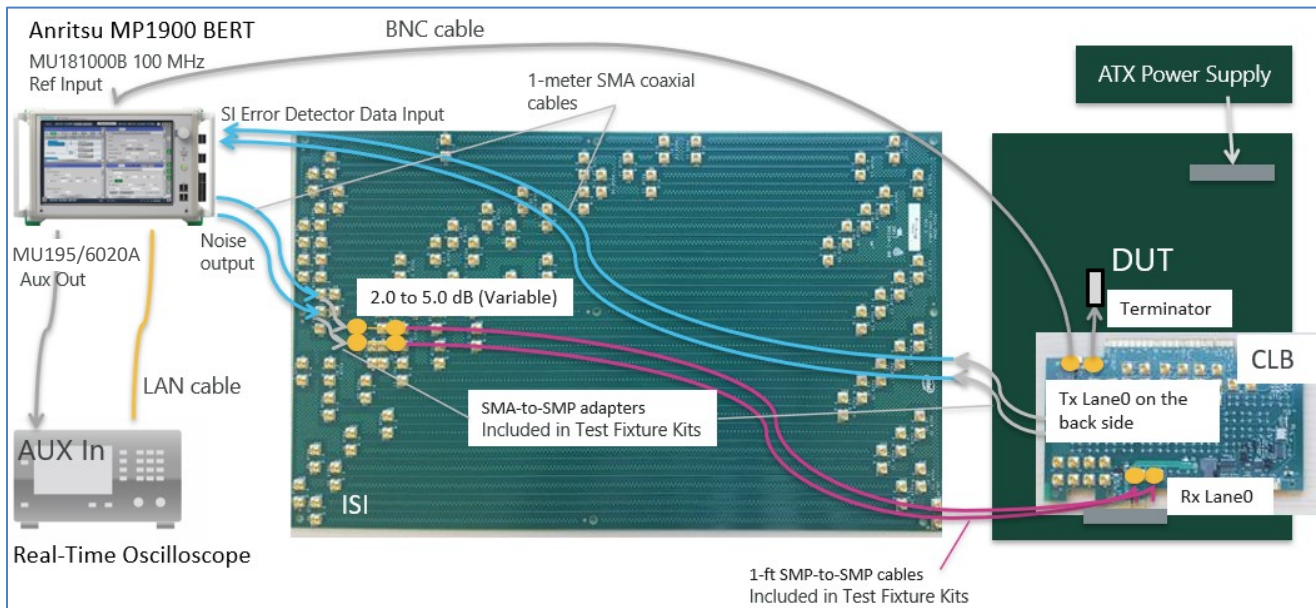 Anritsu MP1900 BERT
BNC cable
MU181000B 100 MHz
Ref Input
1-meter SMA coaxial
cables
ATX Power Supply
SI Error Detector Data Input
MU195/6020A
Aux Out
Noise
output
2.0 to 5.0 dB (Variable)
DUT
Terminator
CLB
LAN cable
SMA-to-SMP adapters
Included in Test Fixture Kits
Tx Lane0 on the
back side
AUX In
ISI
Rx Lane0
Real-Time Oscilloscope
1-ft SMP-to-SMP cables
Included in Test Fixture Kits